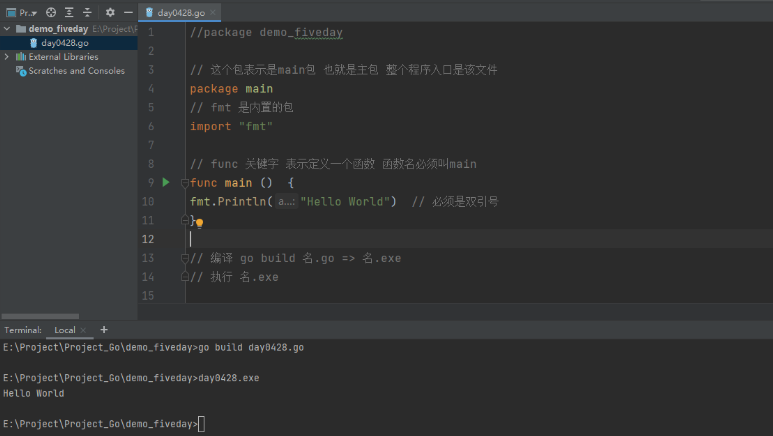 Pr...
day0428.go
demo_fiveday E:\Project\P
day0428.go
External Libraries
Scratches and Consoles
1 //package demo_fiveday
2
3 // 这个包表示是main包 也就是主包 整个程序入口是该文件
4 package main
5 // fmt 是内置的包
6 import "fmt"
7
8 // func 关键字 表示定义一个函数 函数名必须叫main
9 func main () {
10 fmt.Println( a...: "Hello World") // 必须是双引号
11 }
12
13 // 编译 go build 名.go => 名.exe
14 // 执行 名.exe
15
Terminal: Local × +
E:\Project\Project_Go\demo_fiveday>go build day0428.go
E:\Project\Project_Go\demo_fiveday>day0428.exe
Hello World
E:\Project\Project_Go\demo_fiveday>